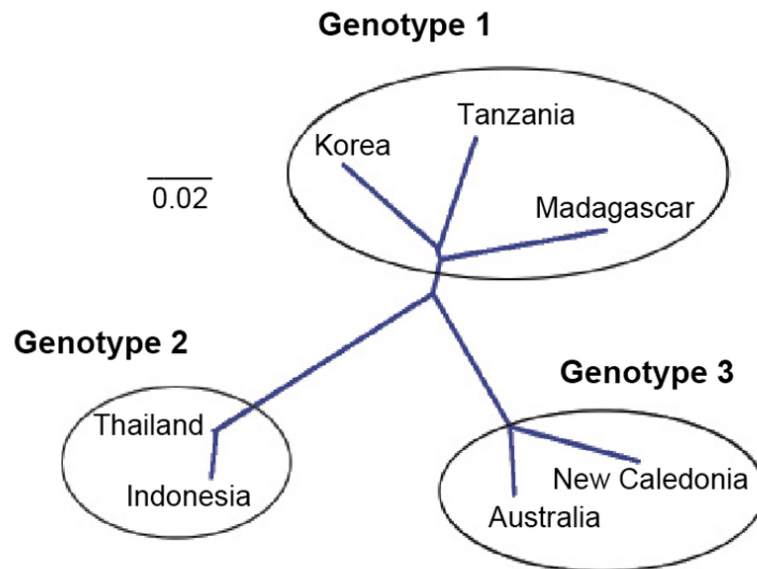 Genotype 1
Tanzania
Korea
Madagascar
0.02
Genotype 2
Genotype 3
Thailand
New Caledonia
Indonesia
Australia